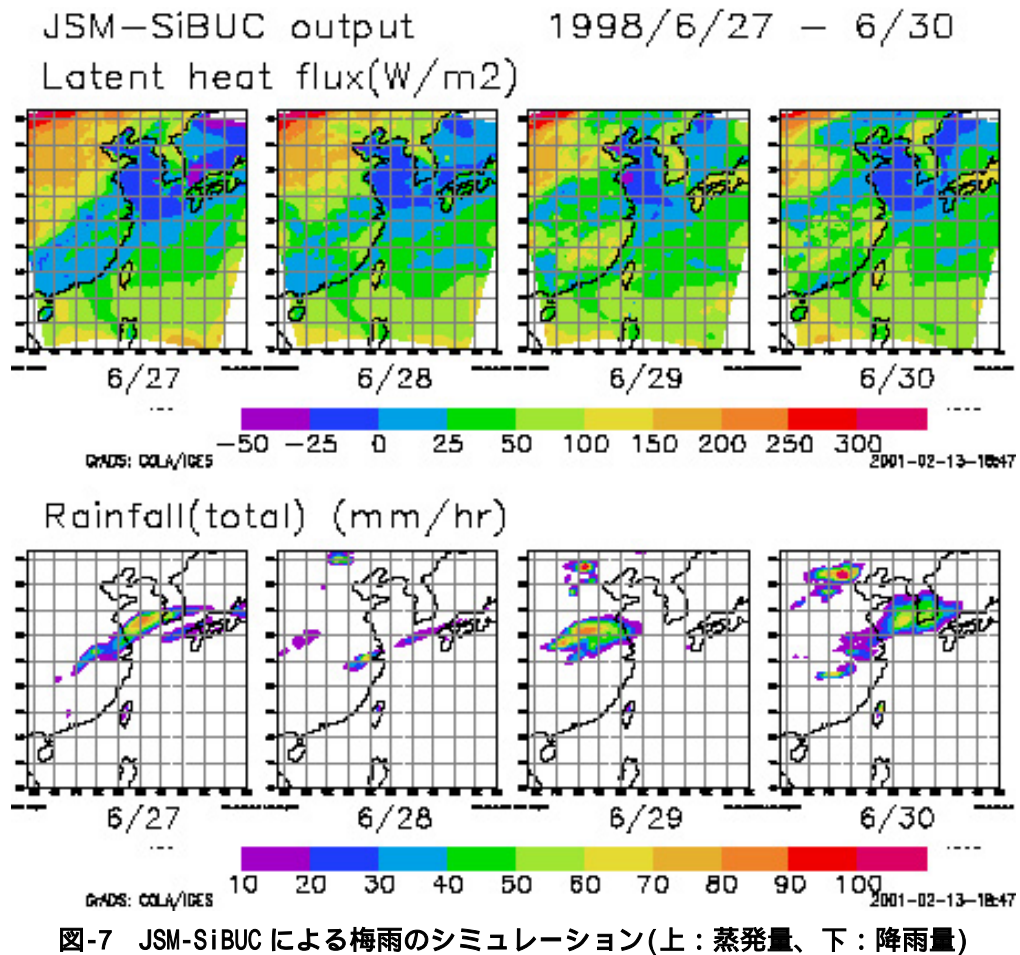 JSM-SiBUC output 1998/6/27 - 6/30
Latent heat flux(W/m2)
6/27 6/28 6/29 6/30
-50 -25 0 25 50 100 150 200 250 300
GrADS: COLA/IGES 2001-02-13-18:47
Rainfall(total) (mm/hr)
6/27 6/28 6/29 6/30
10 20 30 40 50 60 70 80 90 100
GrADS: COLA/IGES 2001-02-13-18:47
図-7 JSM-SiBUCによる梅雨のシミュレーション(上：蒸発量、下：降雨量)